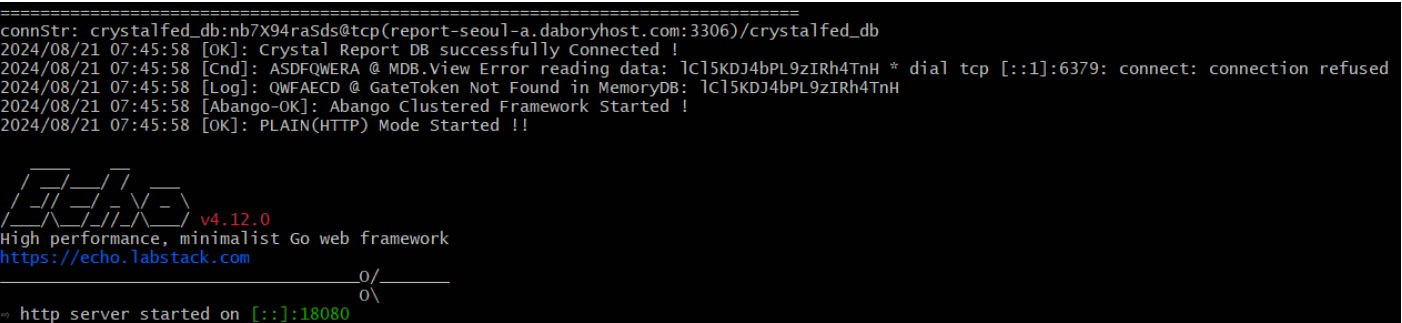 ================================================================================
connStr: crystalfed_db:nb7X94raSds@tcp(report-seoul-a.daboryhost.com:3306)/crystalfed_db
2024/08/21 07:45:58 [OK]: Crystal Report DB successfully Connected !
2024/08/21 07:45:58 [Cnd]: ASDFQWERA @ MDB.View Error reading data: lCl5KDJ4bPL9zIRh4TnH * dial tcp [::1]:6379: connect: connection refused
2024/08/21 07:45:58 [Log]: QWFAECD @ GateToken Not Found in MemoryDB: lCl5KDJ4bPL9zIRh4TnH
2024/08/21 07:45:58 [Abango-OK]: Abango Clustered Framework Started !
2024/08/21 07:45:58 [OK]: PLAIN(HTTP) Mode Started !!
Echo v4.12.0
High performance, minimalist Go web framework
https://echo.labstack.com
____________________________________O/_______
O\
⇨ http server started on [::]:18080